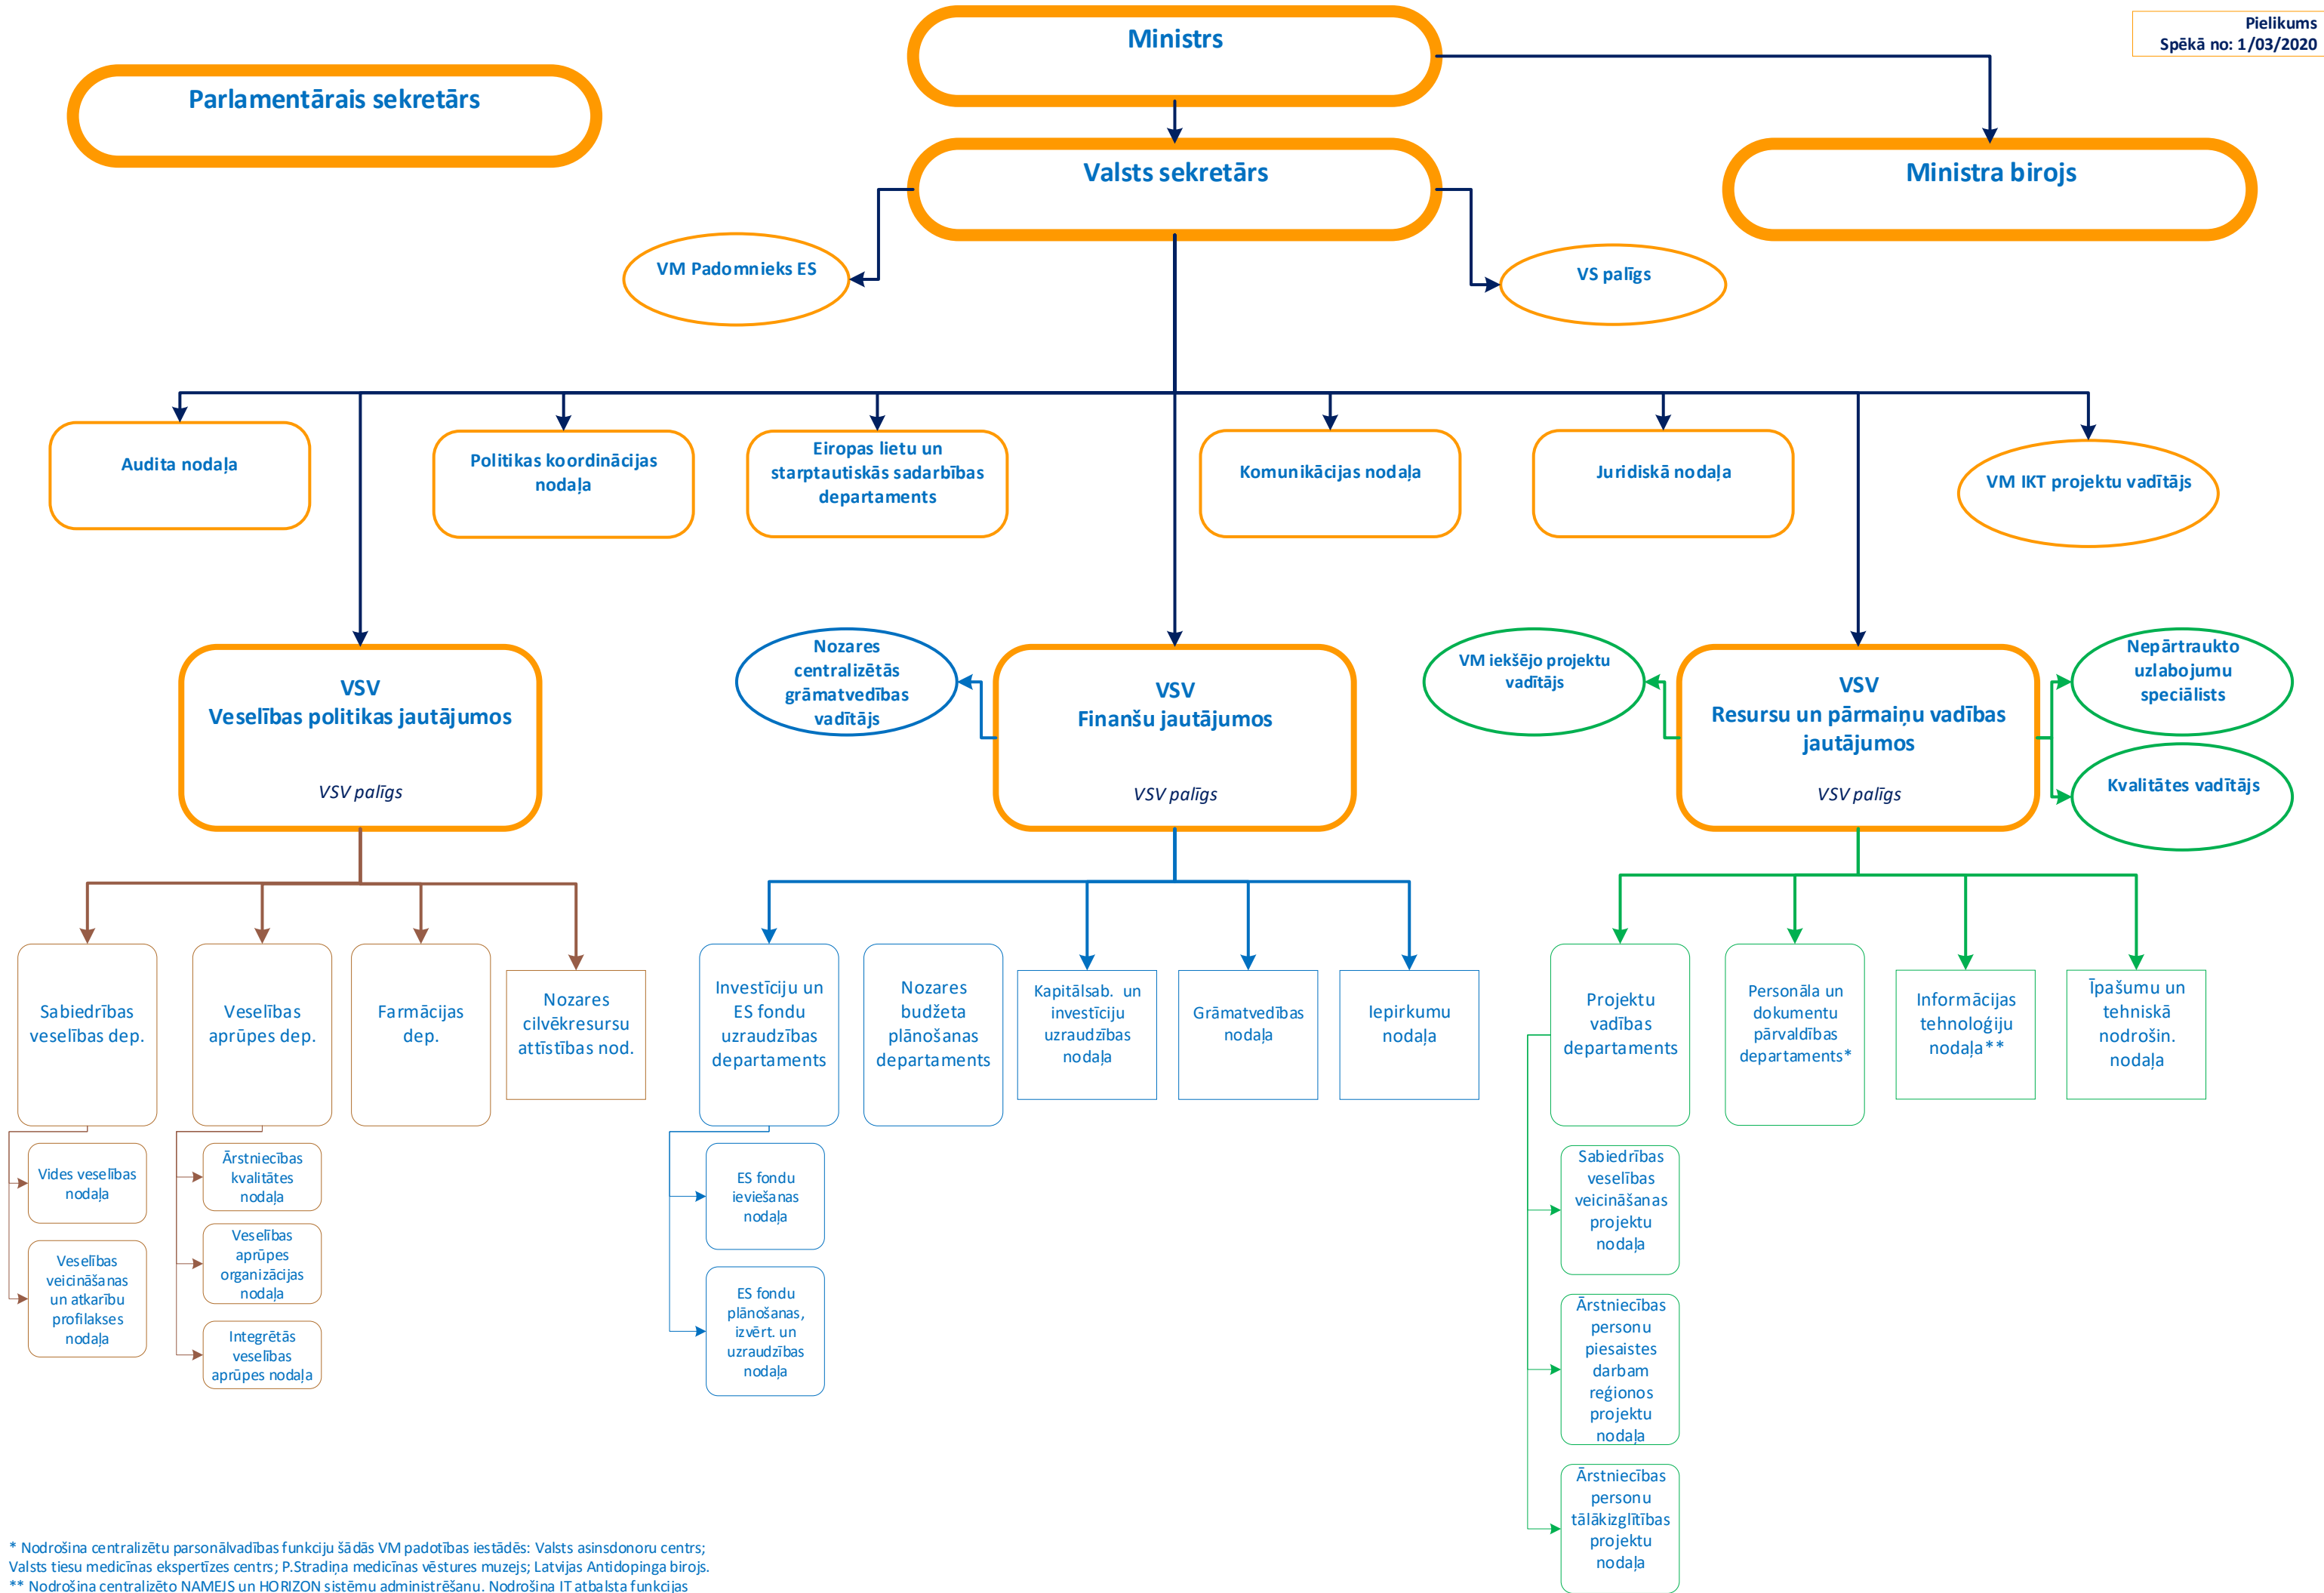 Pielikums
Spēkā no: 1/03/2020
Ministrs
Parlamentārais sekretārs
Valsts sekretārs
Ministra birojs
VM Padomnieks ES
VS palīgs
Audita nodaļa
Politikas koordinācijas
nodaļa
Eiropas lietu un
starptautiskās sadarbības
departaments
Komunikācijas nodaļa
Juridiskā nodaļa
VM IKT projektu vadītājs
VSV
Veselības politikas jautājumos
VSV palīgs
Nozares
centralizētās
grāmatvedības
vadītājs
VSV
Finanšu jautājumos
VSV palīgs
VM iekšējo projektu
vadītājs
VSV
Resursu un pārmaiņu vadības
jautājumos
VSV palīgs
Nepārtraukto
uzlabojumu
speciālists
Kvalitātes vadītājs
Sabiedrības
veselības dep.
Veselības
aprūpes dep.
Farmācijas
dep.
Nozares
cilvēkresursu
attīstības nod.
Investīciju un
ES fondu
uzraudzības
departaments
Nozares
budžeta
plānošanas
departaments
Kapitālsab. un
investīciju
uzraudzības
nodaļa
Grāmatvedības
nodaļa
Iepirkumu
nodaļa
Projektu
vadības
departaments
Personāla un
dokumentu
pārvaldības
departaments*
Informācijas
tehnoloģiju
nodaļa**
Īpašumu un
tehniskā
nodrošin.
nodaļa
Vides veselības
nodaļa
Veselības
veicināšanas
un atkarību
profilakses
nodaļa
Ārstniecības
kvalitātes
nodaļa
Veselības
aprūpes
organizācijas
nodaļa
Integrētās
veselības
aprūpes nodaļa
ES fondu
ieviešanas
nodaļa
ES fondu
plānošanas,
izvērt. un
uzraudzības
nodaļa
Sabiedrības
veselības
veicināšanas
projektu
nodaļa
Ārstniecības
personu
piesaistes
darbam
reģionos
projektu
nodaļa
Ārstniecības
personu
tālākizglītības
projektu
nodaļa
* Nodrošina centralizētu parsonālvadības funkciju šādās VM padotības iestādēs: Valsts asinsdonoru centrs;
Valsts tiesu medicīnas ekspertīzes centrs; P.Stradiņa medicīnas vēstures muzejs; Latvijas Antidopinga birojs.
** Nodrošina centralizēto NAMEJS un HORIZON sistēmu administrēšanu. Nodrošina IT atbalsta funkcijas